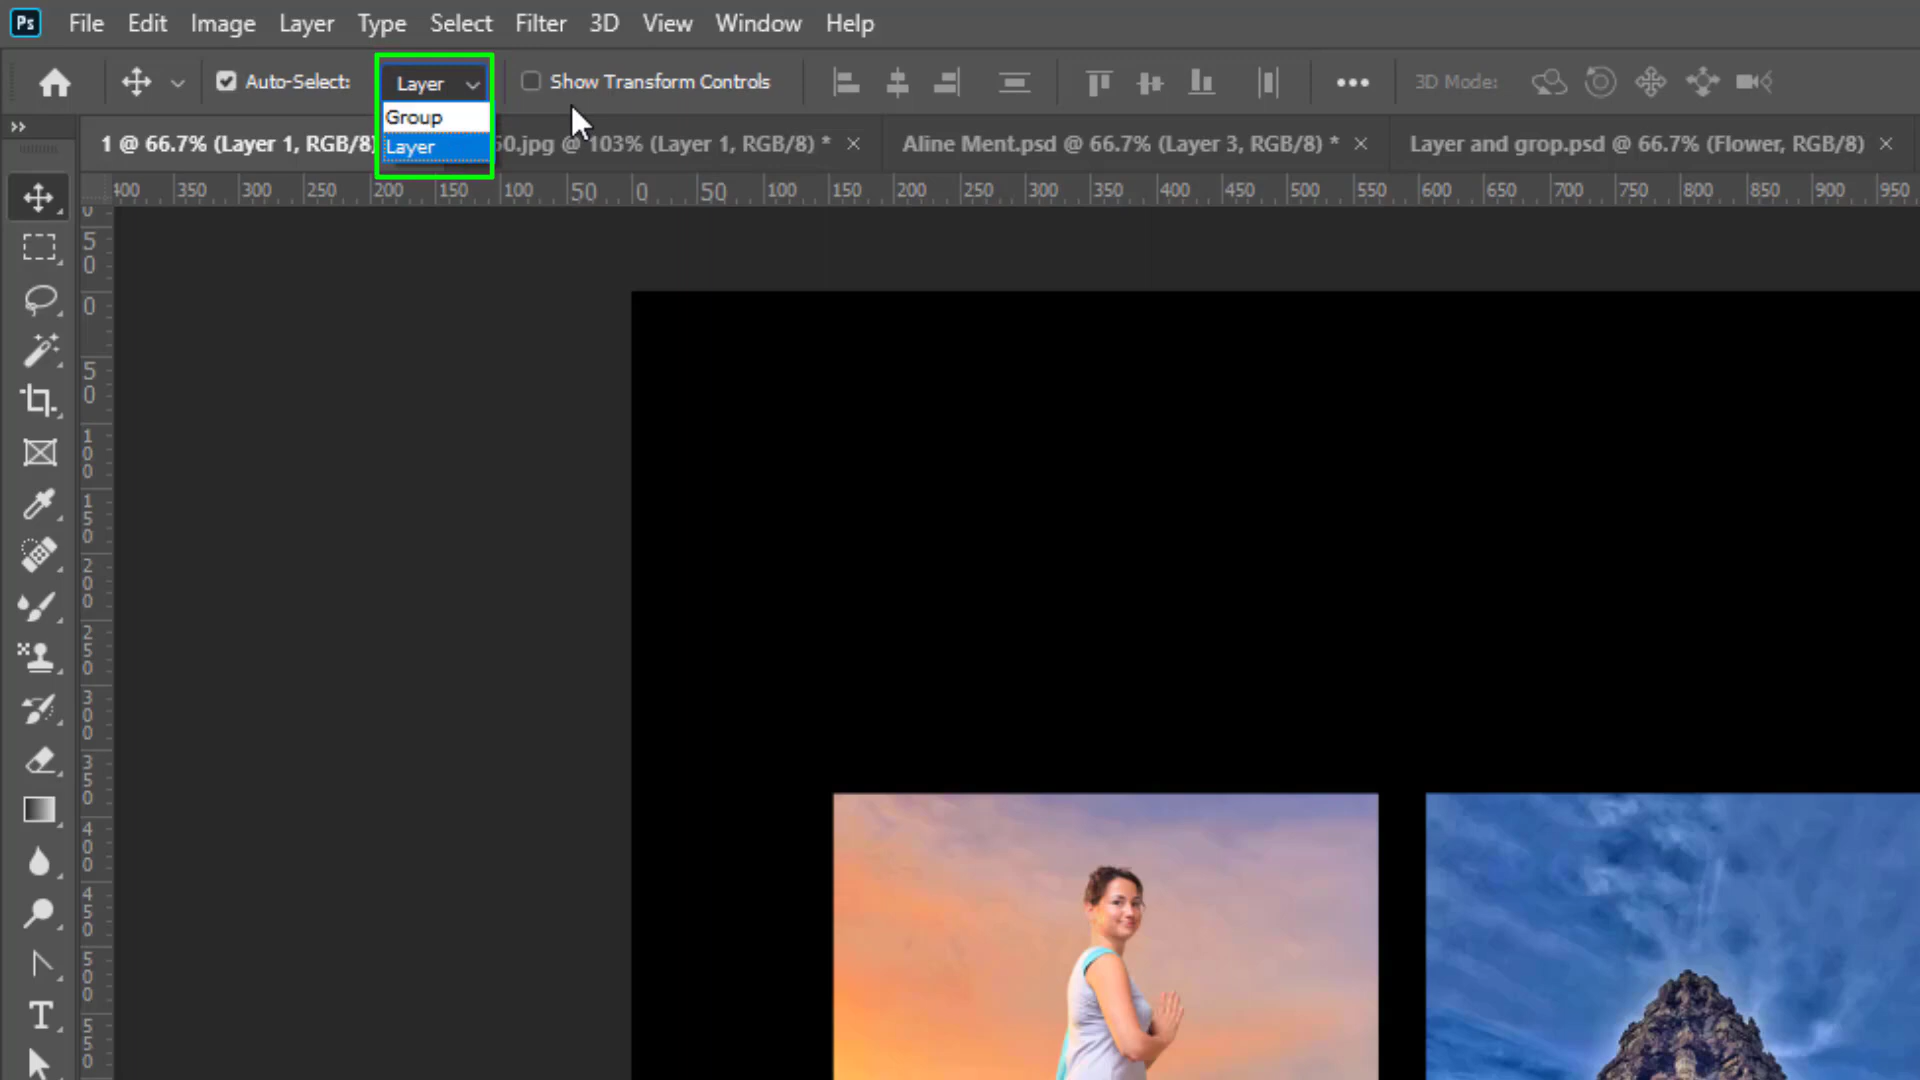 Ps File Edit Image Layer Type Select Filter 3D View Window Help
Auto-Select: Layer Show Transform Controls 3D Mode:
Group
Layer
1 @ 66.7% (Layer 1, RGB/8) 50.jpg @ 103% (Layer 1, RGB/8) * × Aline Ment.psd @ 66.7% (Layer 3, RGB/8) * × Layer and grop.psd @ 66.7% (Flower, RGB/8) ×
400 350 300 250 200 150 100 50 0 50 100 150 200 250 300 350 400 450 500 550 600 650 700 750 800 850 900 950
0
50
0
50
100
150
200
250
300
350
400
450
500
550